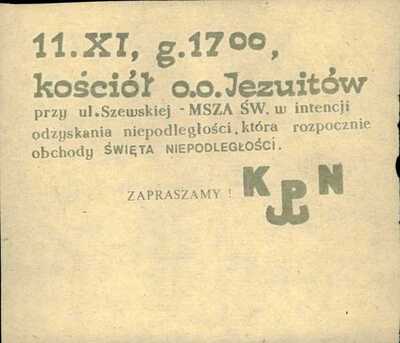 11.XI, g.17⁰⁰,
kościół o.o.Jezuitów
przy ul.Szewskiej - MSZA ŚW. w intencji
odzyskania niepodległości, która rozpocznie
obchody ŚWIĘTA NIEPODLEGŁOŚCI.
ZAPRASZAMY ! KPN